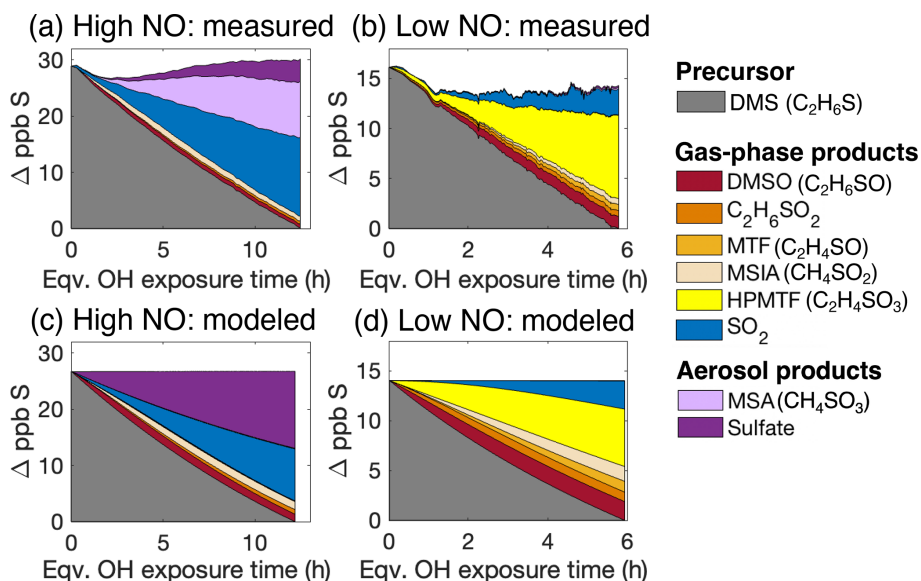 (a) High NO: measured
30
20
10
0
Δ ppb S
0
5
10
Eqv. OH exposure time (h)
(b) Low NO: measured
15
10
5
0
Δ ppb S
0
2
4
6
Eqv. OH exposure time (h)
(c) High NO: modeled
30
20
10
0
Δ ppb S
0
5
10
Eqv. OH exposure time (h)
(d) Low NO: modeled
15
10
5
0
Δ ppb S
0
2
4
6
Eqv. OH exposure time (h)
Precursor
DMS (C₂H₆S)
Gas-phase products
DMSO (C₂H₆SO)
C₂H₆SO₂
MTF (C₂H₄SO)
MSIA (CH₄SO₂)
HPMTF (C₂H₄SO₃)
SO₂
Aerosol products
MSA (CH₄SO₃)
Sulfate